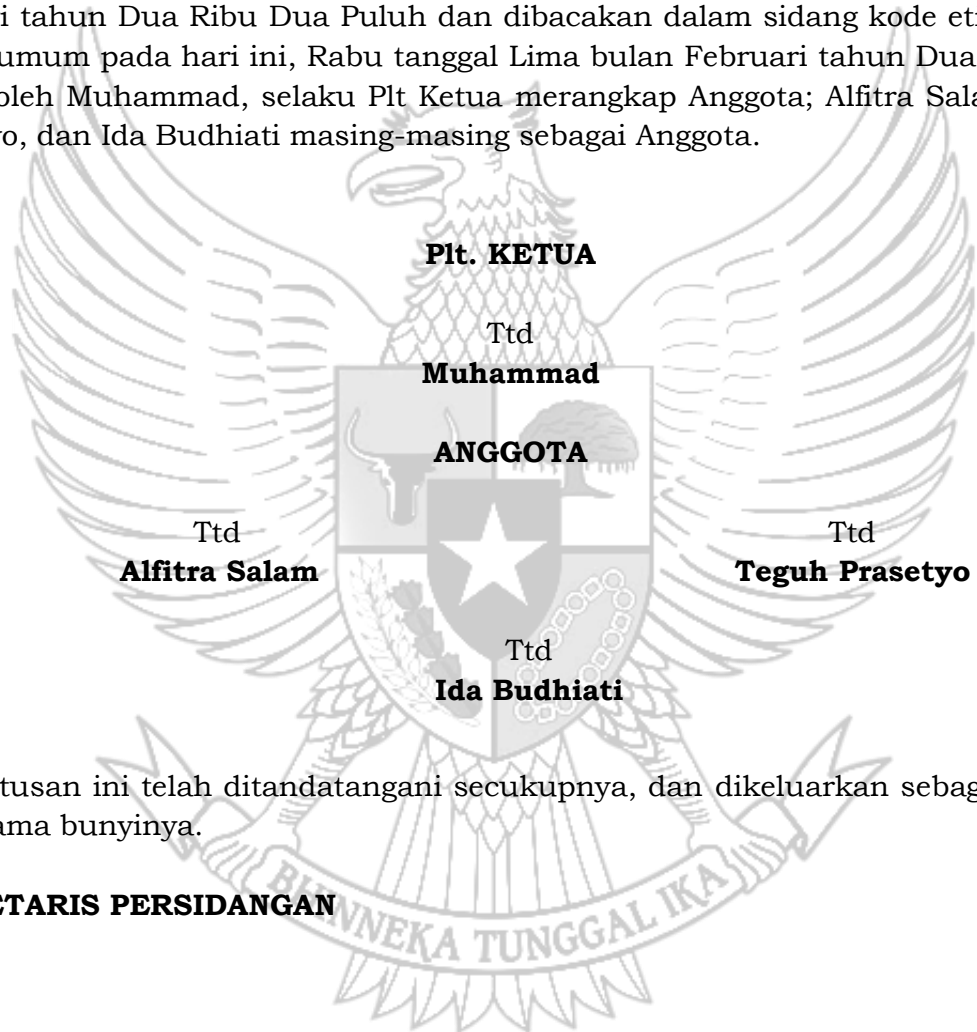 i tahun Dua Ribu Dua Puluh dan dibacakan dalam sidang kode et
umum pada hari ini, Rabu tanggal Lima bulan Februari tahun Dua
oleh Muhammad, selaku Plt Ketua merangkap Anggota; Alfitra Sala
o, dan Ida Budhiati masing-masing sebagai Anggota.
Plt. KETUA
Ttd
Muhammad
ANGGOTA
Ttd Ttd
Alfitra Salam Teguh Prasetyo
Ttd
Ida Budhiati
tusan ini telah ditandatangani secukupnya, dan dikeluarkan sebag
ama bunyinya.
ETARIS PERSIDANGAN
BHINNEKA TUNGGAL IKA